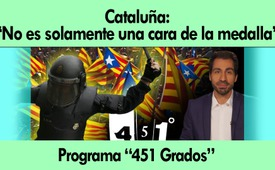 Cataluña:
“No es solamente una cara de la medalla”
451°
Programa “451 Grados”